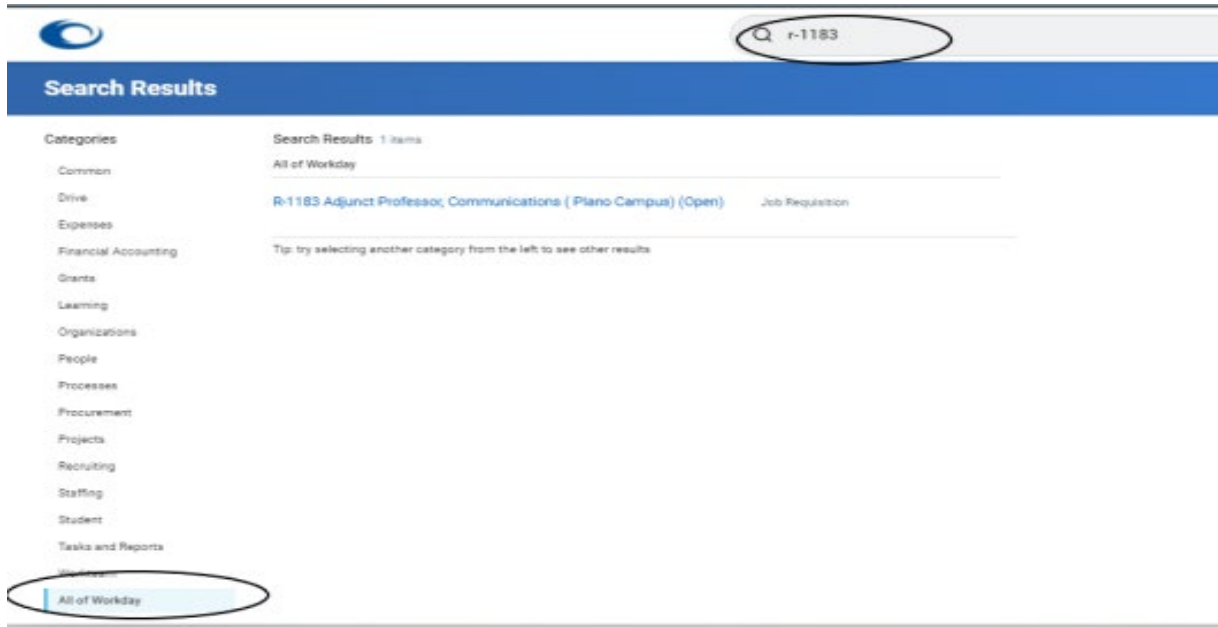 r-1183
Search Results
Categories
Common
Drive
Expenses
Financial Accounting
Grants
Learning
Organizations
People
Processes
Procurement
Projects
Recruiting
Staffing
Student
Tasks and Reports
All of Workday
Search Results 1 items
All of Workday
R-1183 Adjunct Professor, Communications ( Plano Campus) (Open) Job Requisition
Tip: try selecting another category from the left to see other results